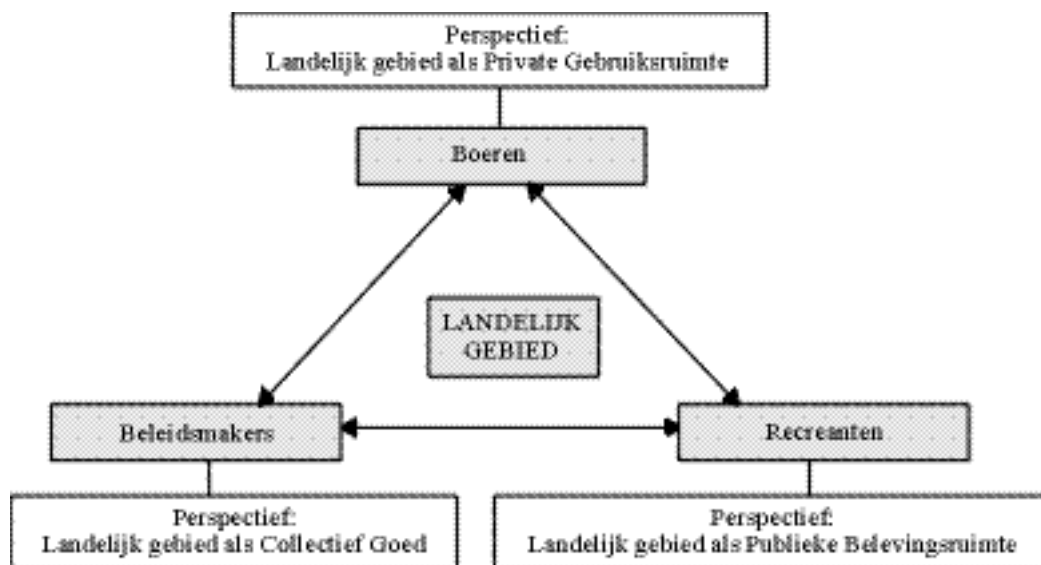 Perspectief:
Landelijk gebied als Private Gebruiksruimte
Boeren
LANDELIJK
GEBIED
Beleidsmakers
Recreanten
Perspectief:
Landelijk gebied als Collectief Goed
Perspectief:
Landelijk gebied als Publieke Belevingsruimte